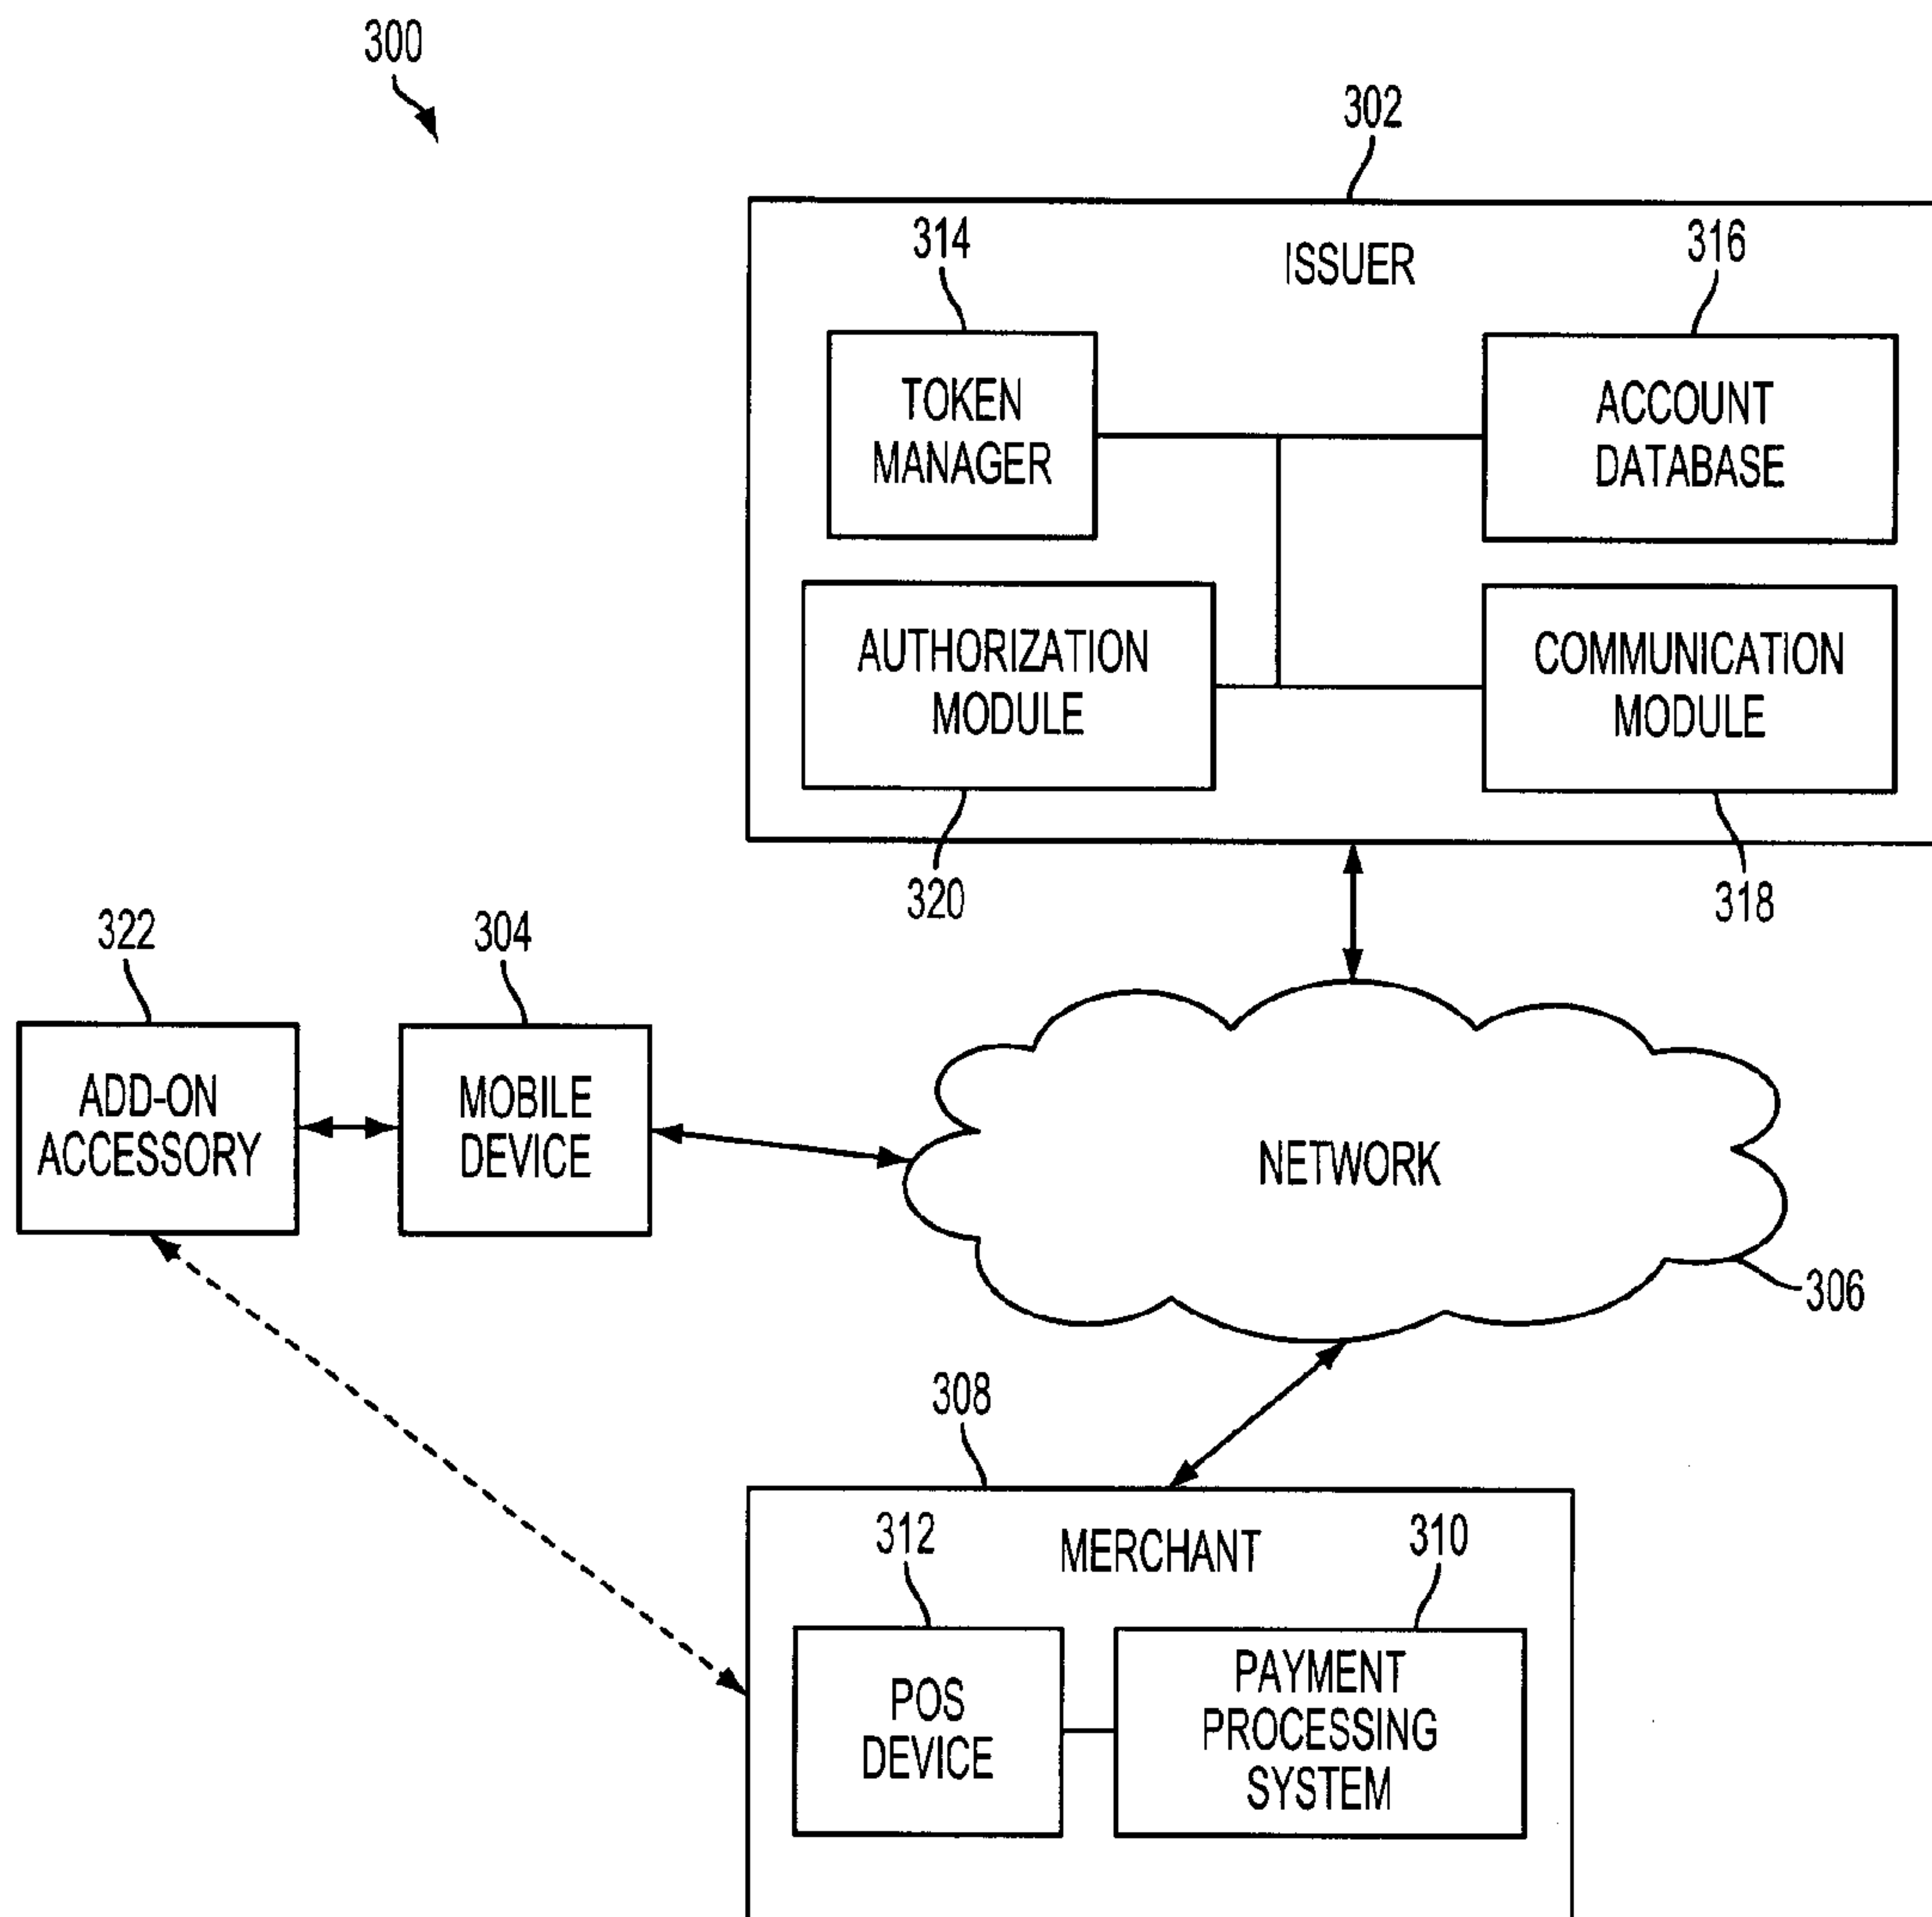 300
302
314
ISSUER
316
TOKEN
MANAGER
ACCOUNT
DATABASE
AUTHORIZATION
MODULE
COMMUNICATION
MODULE
320
318
322
304
ADD-ON
ACCESSORY
MOBILE
DEVICE
NETWORK
306
308
312
MERCHANT
310
POS
DEVICE
PAYMENT
PROCESSING
SYSTEM